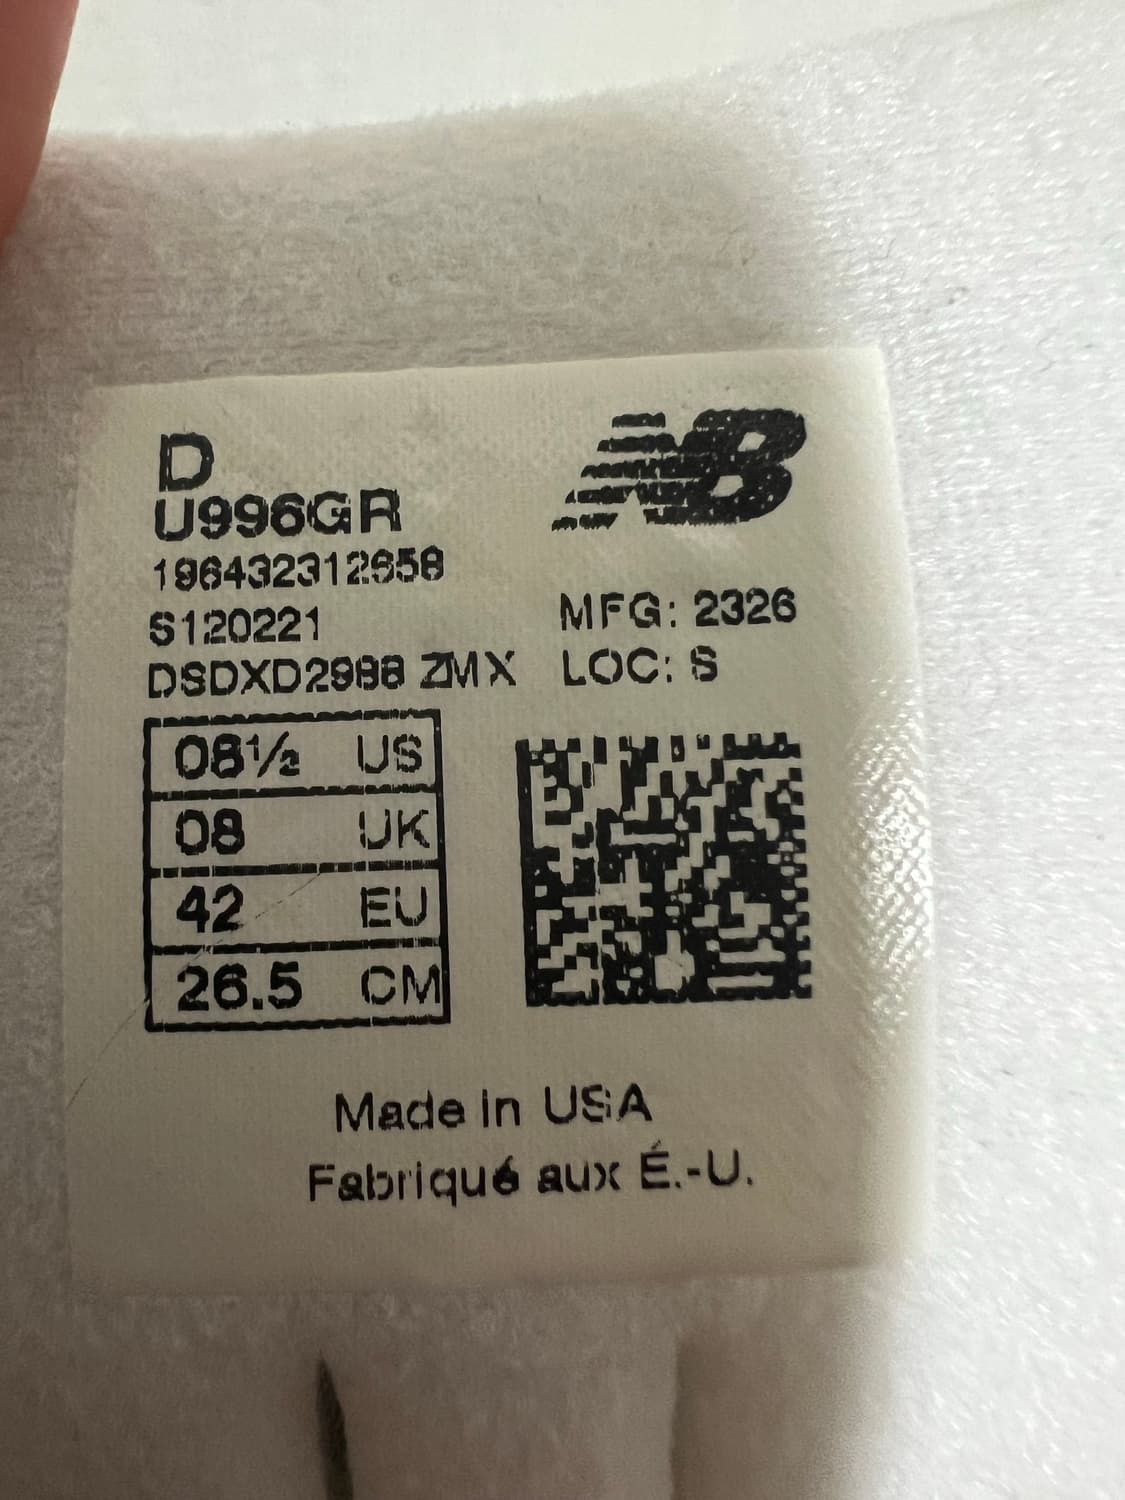 D
U996GR
NB
196432312658
S120221
MFG: 2326
DSDXD2988 ZMX
LOC: S
08½ US
08 UK
42 EU
26.5 CM
Made in USA
Fabriqué aux É.-U.